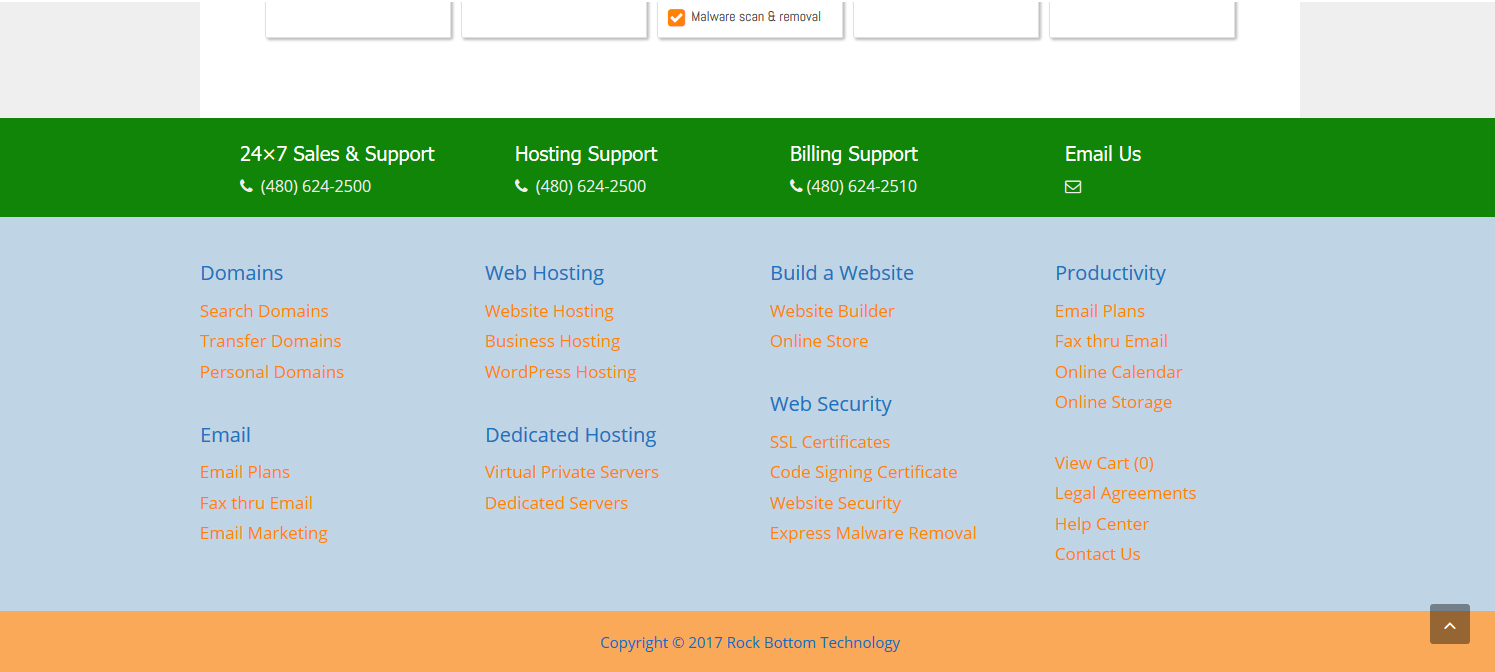 Malware scan & removal
24×7 Sales & Support
(480) 624-2500
Hosting Support
(480) 624-2500
Billing Support
(480) 624-2510
Email Us
Domains
Search Domains
Transfer Domains
Personal Domains
Email
Email Plans
Fax thru Email
Email Marketing
Web Hosting
Website Hosting
Business Hosting
WordPress Hosting
Dedicated Hosting
Virtual Private Servers
Dedicated Servers
Build a Website
Website Builder
Online Store
Web Security
SSL Certificates
Code Signing Certificate
Website Security
Express Malware Removal
Productivity
Email Plans
Fax thru Email
Online Calendar
Online Storage
View Cart (0)
Legal Agreements
Help Center
Contact Us
Copyright © 2017 Rock Bottom Technology